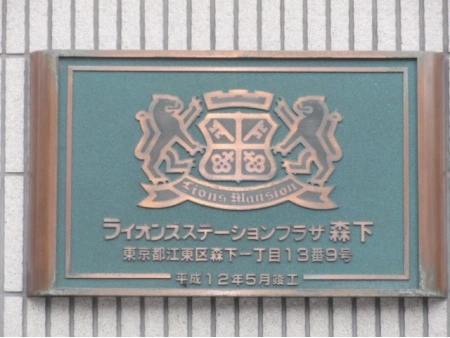 Lions Mansion
ライオンズステーションプラザ森下
東京都江東区森下一丁目13番9号
平成12年5月竣工